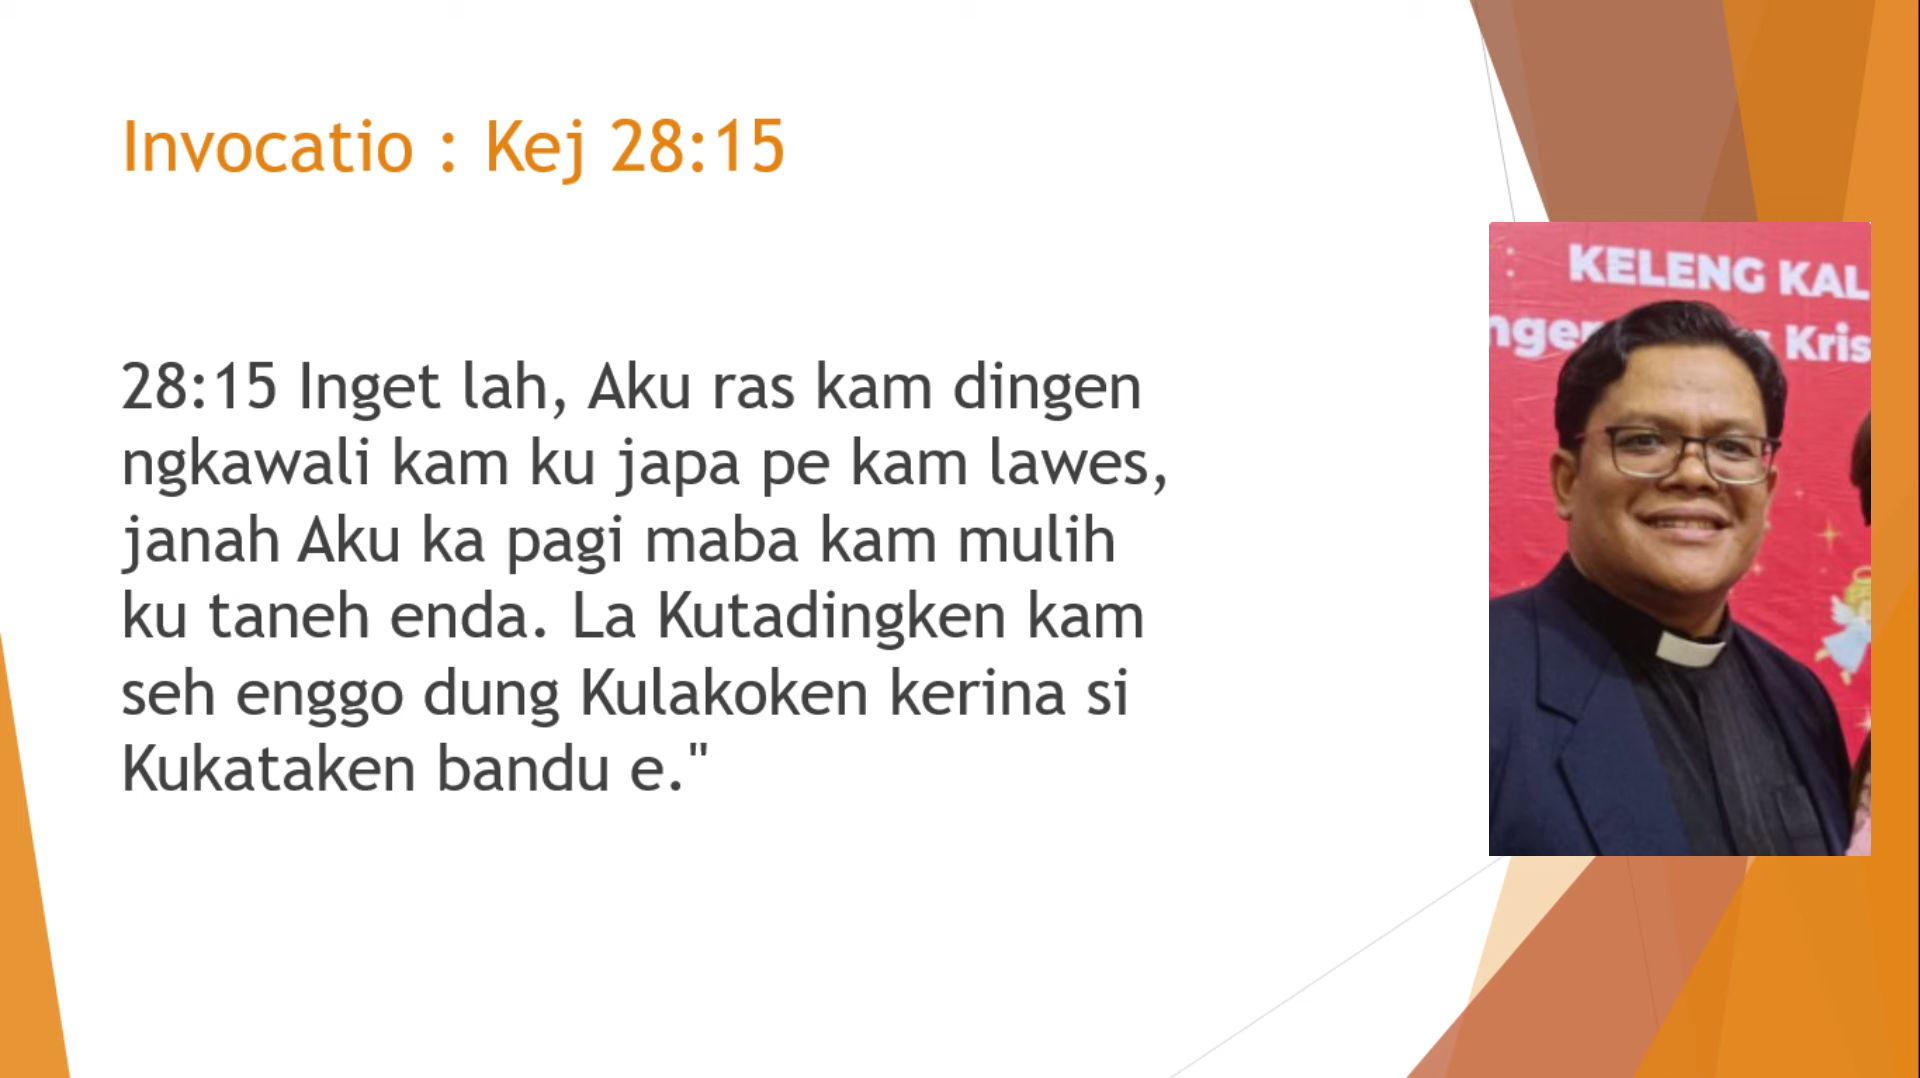 Invocatio : Kej 28:15
28:15 Inget lah, Aku ras kam dingen
ngkawali kam ku japa pe kam lawes,
janah Aku ka pagi maba kam mulih
ku taneh enda. La Kutadingken kam
seh enggo dung Kulakoken kerina si
Kukataken bandu e."
KELENG KAL
Kris